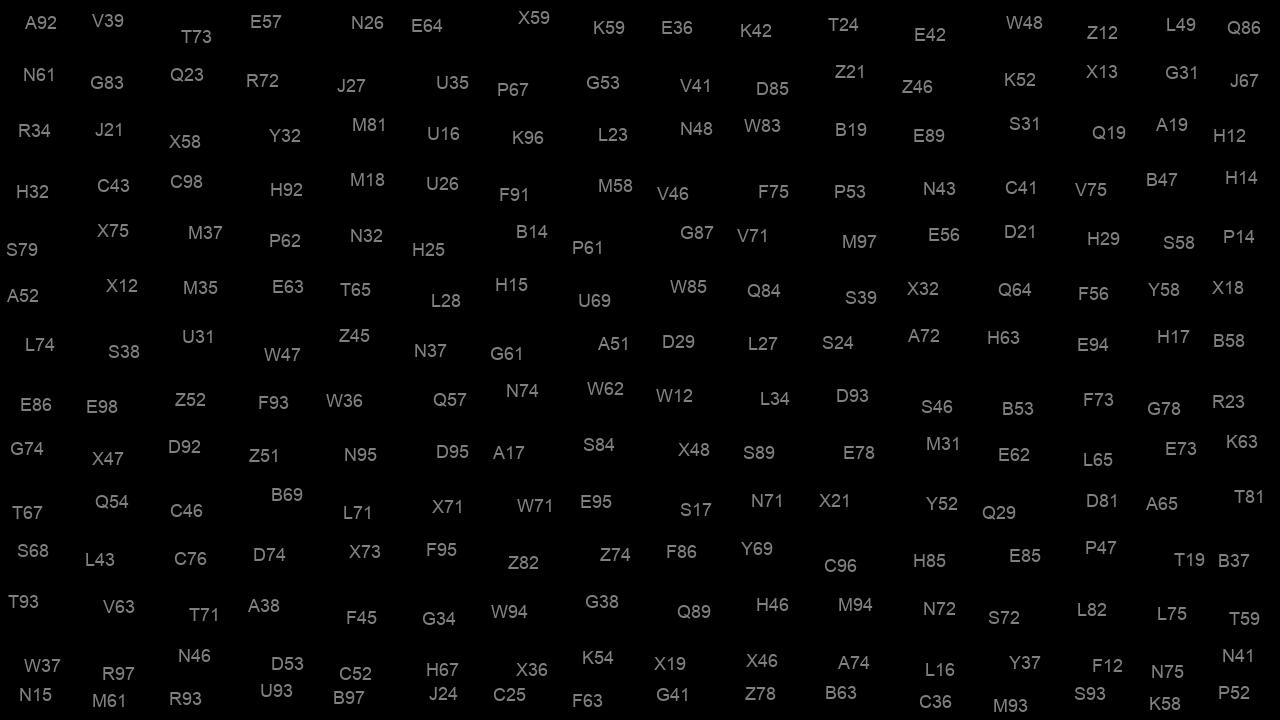 A92 V39 T73 E57 N26 E64 X59 K59 E36 K42 T24 E42 W48 Z12 L49 Q86
N61 G83 Q23 R72 J27 U35 P67 G53 V41 D85 Z21 Z46 K52 X13 G31 J67
R34 J21 X58 Y32 M81 U16 K96 L23 N48 W83 B19 E89 S31 Q19 A19 H12
H32 C43 C98 H92 M18 U26 F91 M58 V46 F75 P53 N43 C41 V75 B47 H14
S79 X75 M37 P62 N32 H25 B14 P61 G87 V71 M97 E56 D21 H29 S58 P14
A52 X12 M35 E63 T65 L28 H15 U69 W85 Q84 S39 X32 Q64 F56 Y58 X18
L74 S38 U31 W47 Z45 N37 G61 A51 D29 L27 S24 A72 H63 E94 H17 B58
E86 E98 Z52 F93 W36 Q57 N74 W62 W12 L34 D93 S46 B53 F73 G78 R23
G74 X47 D92 Z51 N95 D95 A17 S84 X48 S89 E78 M31 E62 L65 E73 K63
T67 Q54 C46 B69 L71 X71 W71 E95 S17 N71 X21 Y52 Q29 D81 A65 T81
S68 L43 C76 D74 X73 F95 Z82 Z74 F86 Y69 C96 H85 E85 P47 T19 B37
T93 V63 T71 A38 F45 G34 W94 G38 Q89 H46 M94 N72 S72 L82 L75 T59
W37 R97 N46 D53 C52 H67 X36 K54 X19 X46 A74 L16 Y37 F12 N75 N41
N15 M61 R93 U93 B97 J24 C25 F63 G41 Z78 B63 C36 M93 S93 K58 P52